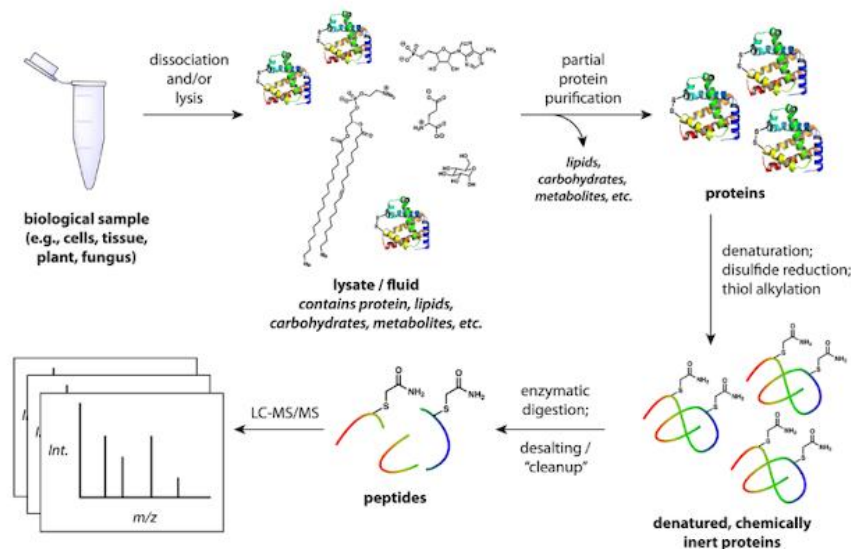 dissociation
and/or
lysis
partial
protein
purification
lipids,
carbohydrates,
metabolites, etc.
proteins
biological sample
(e.g., cells, tissue,
plant, fungus)
lysate / fluid
contains protein, lipids,
carbohydrates, metabolites, etc.
denaturation;
disulfide reduction;
thiol alkylation
denatured, chemically
inert proteins
enzymatic
digestion;
desalting /
"cleanup"
peptides
LC-MS/MS
Int.
m/z